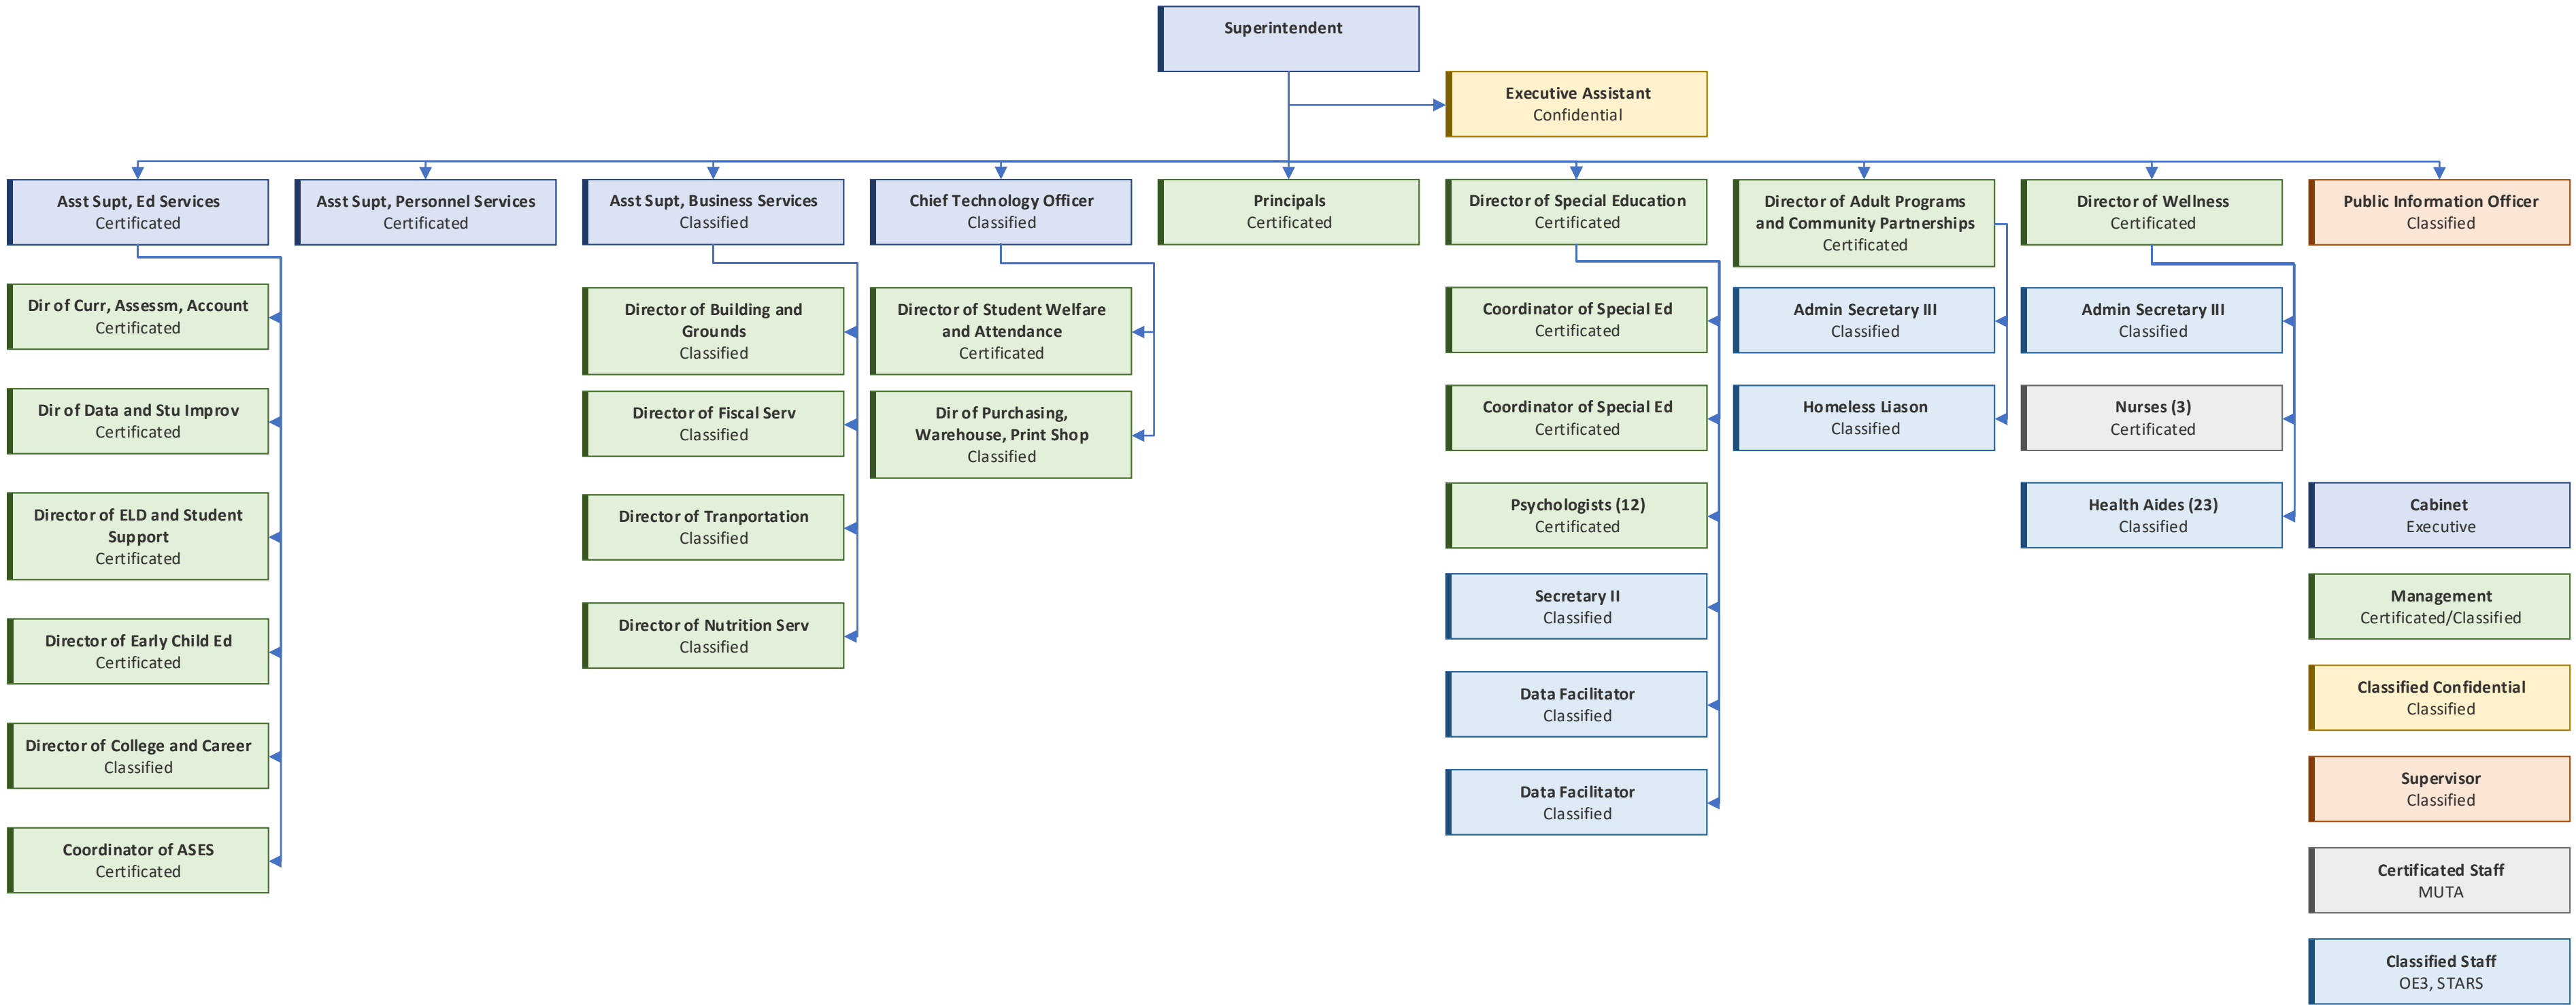 Superintendent
Executive Assistant
Confidential
Asst Supt, Ed Services
Certificated
Asst Supt, Personnel Services
Certificated
Asst Supt, Business Services
Classified
Chief Technology Officer
Classified
Principals
Certificated
Director of Special Education
Certificated
Director of Adult Programs
and Community Partnerships
Certificated
Director of Wellness
Certificated
Public Information Officer
Classified
Dir of Curr, Assessm, Account
Certificated
Dir of Data and Stu Improv
Certificated
Director of ELD and Student
Support
Certificated
Director of Early Child Ed
Certificated
Director of College and Career
Classified
Coordinator of ASES
Certificated
Director of Building and
Grounds
Classified
Director of Fiscal Serv
Classified
Director of Tranportation
Classified
Director of Nutrition Serv
Classified
Director of Student Welfare
and Attendance
Certificated
Dir of Purchasing,
Warehouse, Print Shop
Classified
Coordinator of Special Ed
Certificated
Coordinator of Special Ed
Certificated
Psychologists (12)
Certificated
Secretary II
Classified
Data Facilitator
Classified
Data Facilitator
Classified
Admin Secretary III
Classified
Homeless Liason
Classified
Admin Secretary III
Classified
Nurses (3)
Certificated
Health Aides (23)
Classified
Cabinet
Executive
Management
Certificated/Classified
Classified Confidential
Classified
Supervisor
Classified
Certificated Staff
MUTA
Classified Staff
OE3, STARS